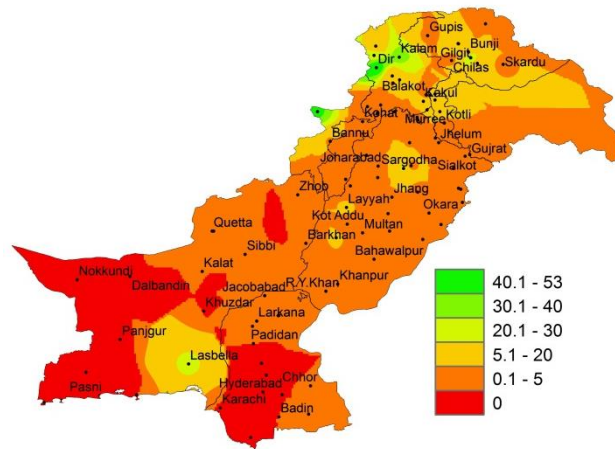 Gupis
Kalam
Bunji
Dir
Gilgit
Chilas
Skardu
Balakot
Kakul
Kohat
Murree
Kotli
Bannu
Jhelum
Gujrat
Joharabad
Sargodha
Sialkot
Zhob
Layyah
Jhang
Quetta
Kot Addu
Okara
Barkhan
Multan
Sibbi
Bahawalpur
Kalat
Nokkundi
Dalbandin
Jacobabad
R.Y.Khan
Khanpur
Khuzdar
Larkana
Panjgur
Padidan
Lasbella
Pasni
Hyderabad
Chhor
Karachi
Badin
40.1 - 53
30.1 - 40
20.1 - 30
5.1 - 20
0.1 - 5
0